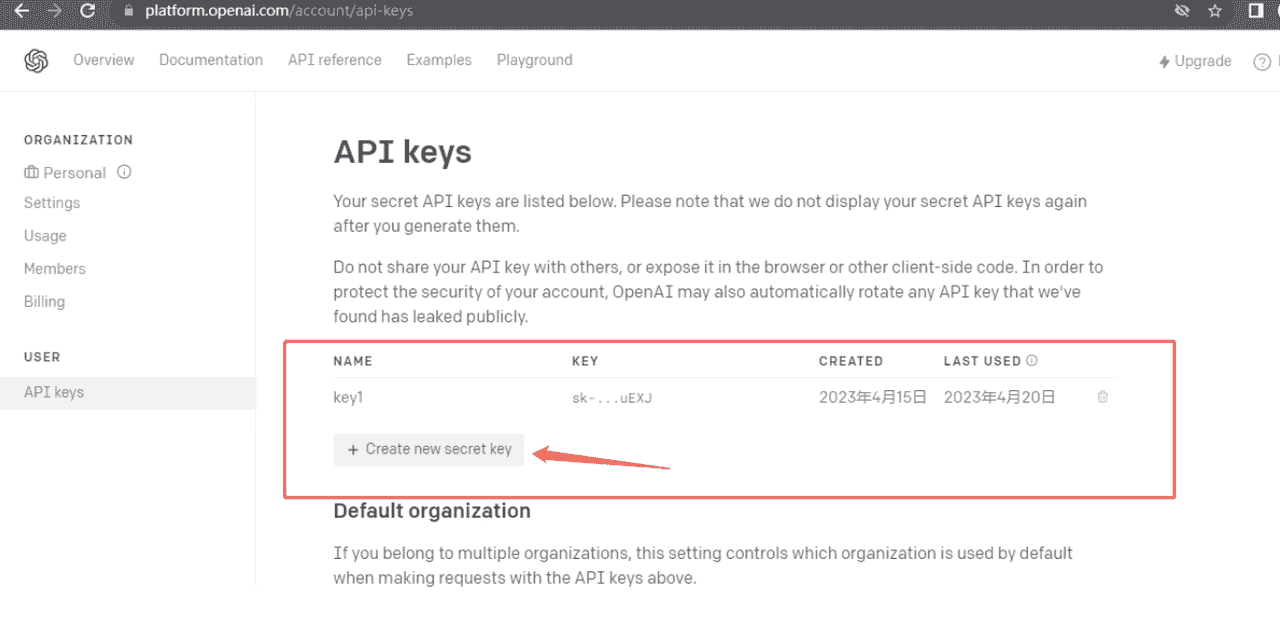 platform.openai.com/account/api-keys
Overview Documentation API reference Examples Playground Upgrade
ORGANIZATION
Personal
Settings
Usage
Members
Billing
USER
API keys
API keys
Your secret API keys are listed below. Please note that we do not display your secret API keys again
after you generate them.
Do not share your API key with others, or expose it in the browser or other client-side code. In order to
protect the security of your account, OpenAI may also automatically rotate any API key that we've
found has leaked publicly.
NAME KEY CREATED LAST USED
key1 sk-...uEXJ 2023年4月15日 2023年4月20日
+ Create new secret key
Default organization
If you belong to multiple organizations, this setting controls which organization is used by default
when making requests with the API keys above.